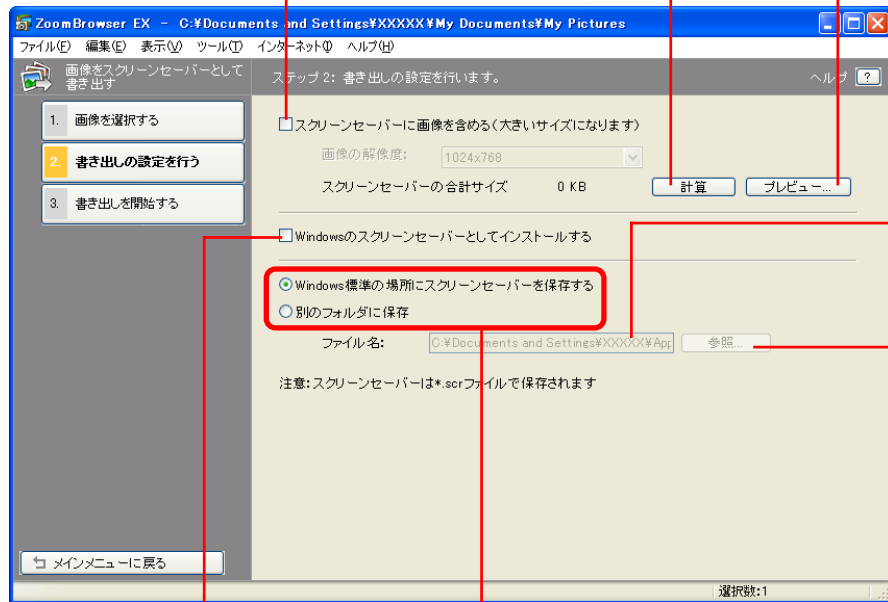 ZoomBrowser EX - C:¥Documents and Settings¥XXXXX¥My Documents¥My Pictures
ファイル(F) 編集(E) 表示(V) ツール(T) インターネット(I) ヘルプ(H)
画像をスクリーンセーバーとして
書き出す
ステップ 2: 書き出しの設定を行います。
ヘルプ ?
1. 画像を選択する
2. 書き出しの設定を行う
3. 書き出しを開始する
スクリーンセーバーに画像を含める(大きいサイズになります)
画像の解像度: 1024x768
スクリーンセーバーの合計サイズ 0 KB 計算 プレビュー...
Windowsのスクリーンセーバーとしてインストールする
Windows標準の場所にスクリーンセーバーを保存する
別のフォルダに保存
ファイル名: C:¥Documents and Settings¥XXXXX¥App 参照...
注意:スクリーンセーバーは*.scrファイルで保存されます
メインメニューに戻る
選択数:1